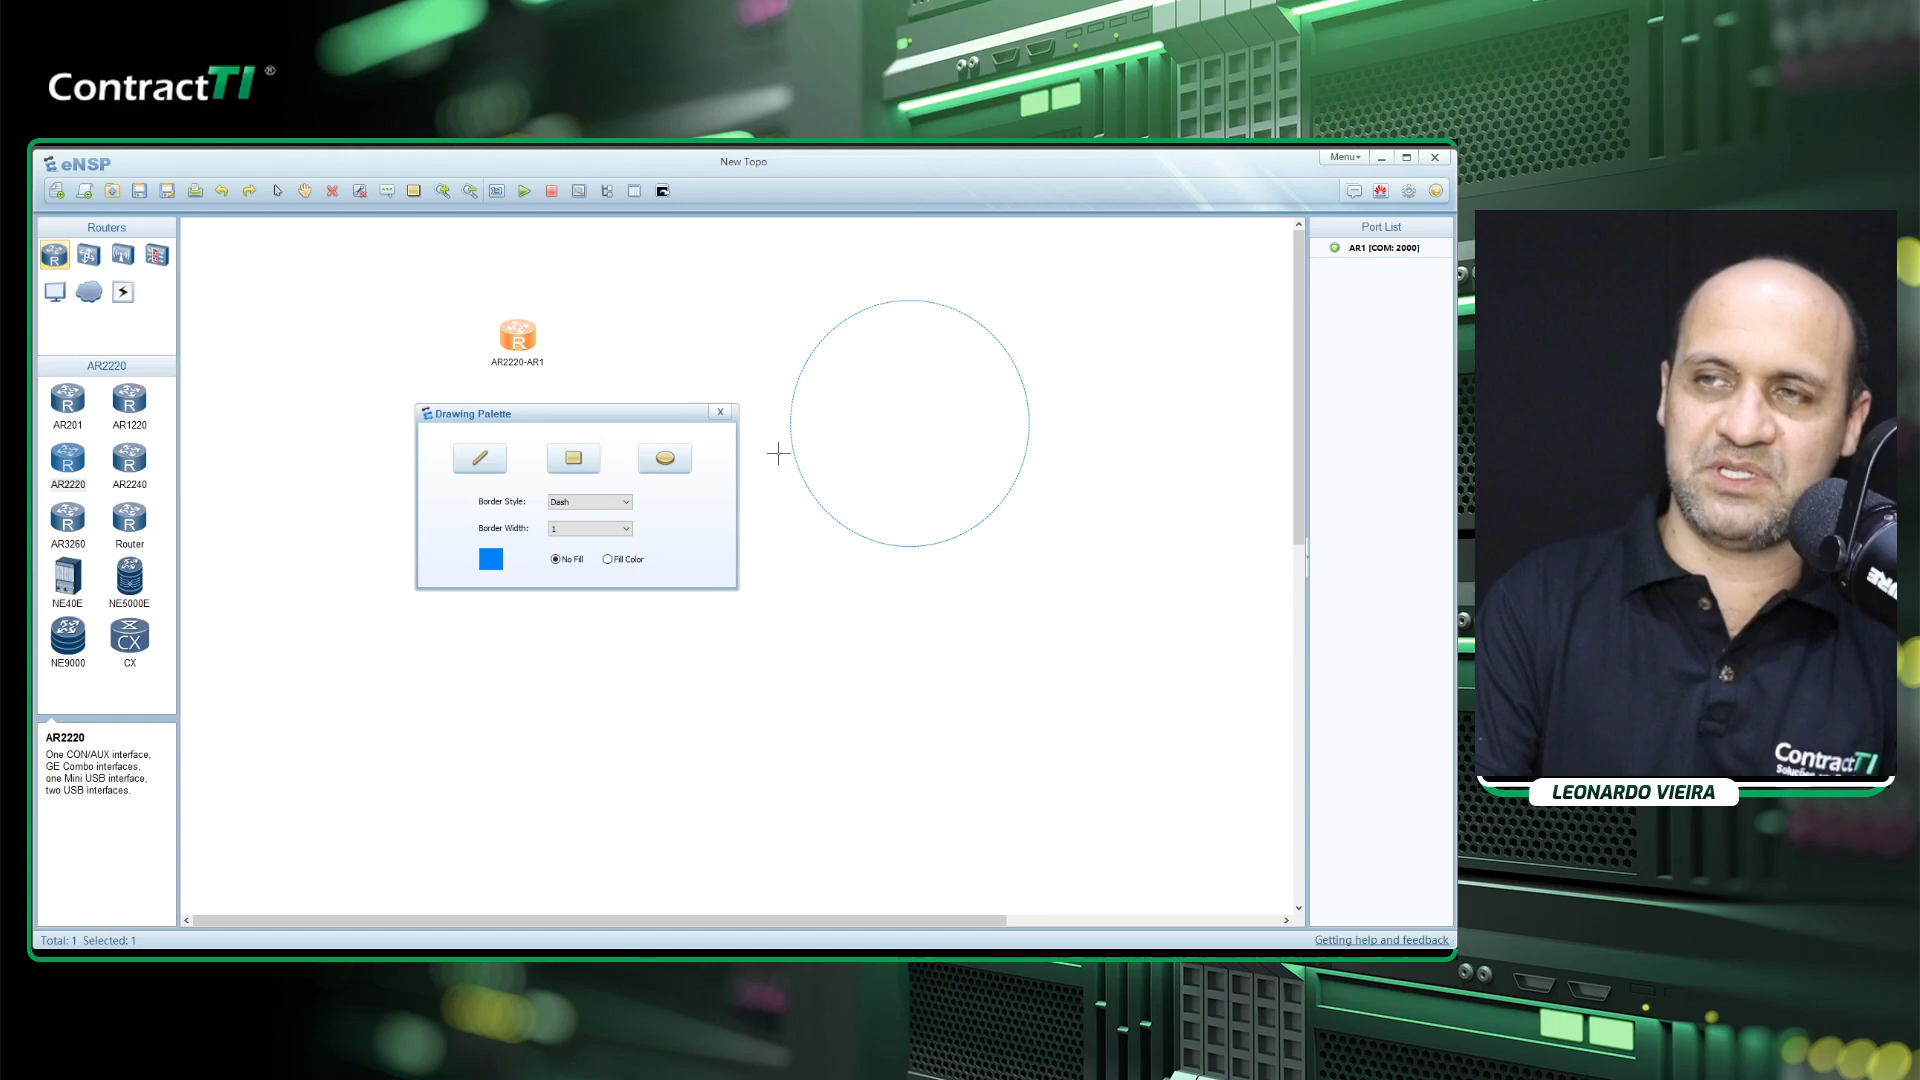 ContractTI ®
eNSP
New Topo
Menu
Routers
AR2220
AR201
AR1220
AR2220
AR2240
AR3260
Router
NE40E
NE5000E
NE9000
CX
AR2220
One CON/AUX interface,
GE Combo interfaces,
one Mini USB interface,
two USB interfaces.
R
AR2220-AR1
Drawing Palette
X
Border Style:
Dash
Border Width:
1
No Fill
Fill Color
Port List
AR1 [COM: 2000]
Total: 1 Selected: 1
Getting help and feedback
ContractTI
LEONARDO VIEIRA